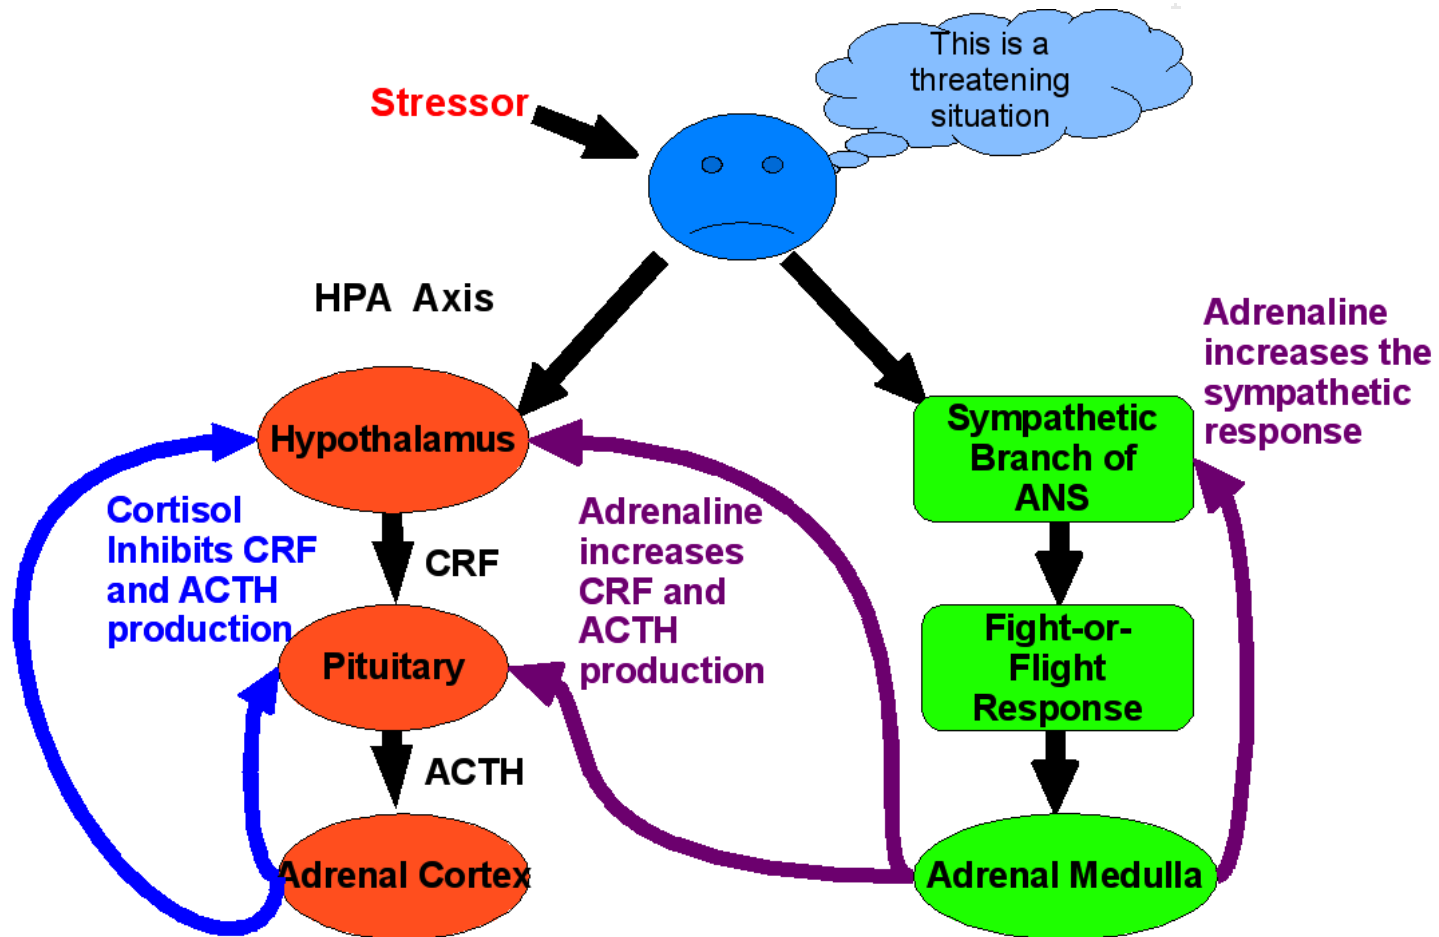 This is a
threatening
situation
Stressor
HPA Axis
Adrenaline
increases the
sympathetic
response
Hypothalamus
Sympathetic
Branch of
ANS
Cortisol
Inhibits CRF
and ACTH
production
CRF
Adrenaline
increases
CRF and
ACTH
production
Pituitary
Fight-or-
Flight
Response
ACTH
Adrenal Cortex
Adrenal Medulla